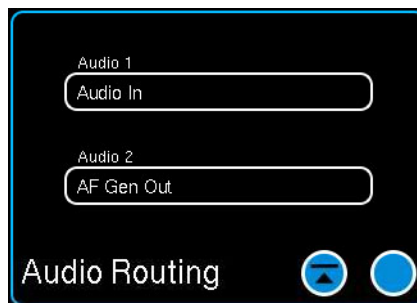 Audio 1
Audio In
Audio 2
AF Gen Out
Audio Routing